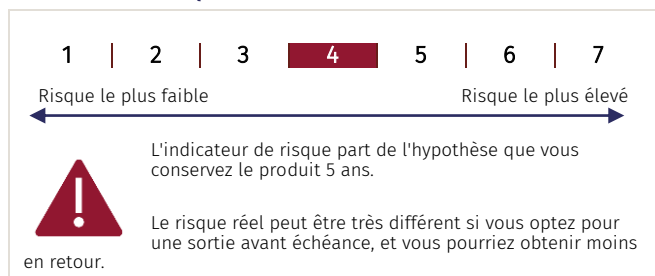 1 | 2 | 3 | 4 | 5 | 6 | 7
Risque le plus faible Risque le plus élevé
L'indicateur de risque part de l'hypothèse que vous
conservez le produit 5 ans.
Le risque réel peut être très différent si vous optez pour
une sortie avant échéance, et vous pourriez obtenir moins
en retour.